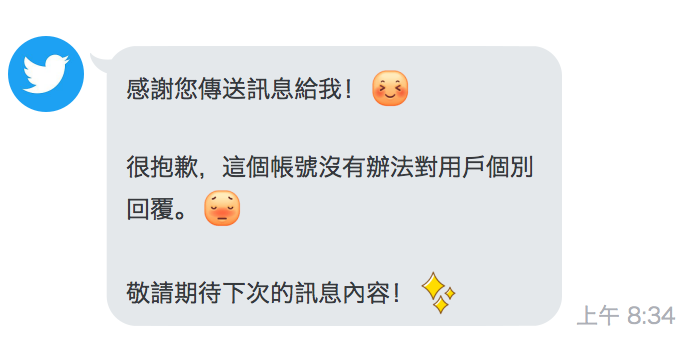 感謝您傳送訊息給我！
很抱歉，這個帳號沒有辦法對用戶個別
回覆。
敬請期待下次的訊息內容！
上午 8:34